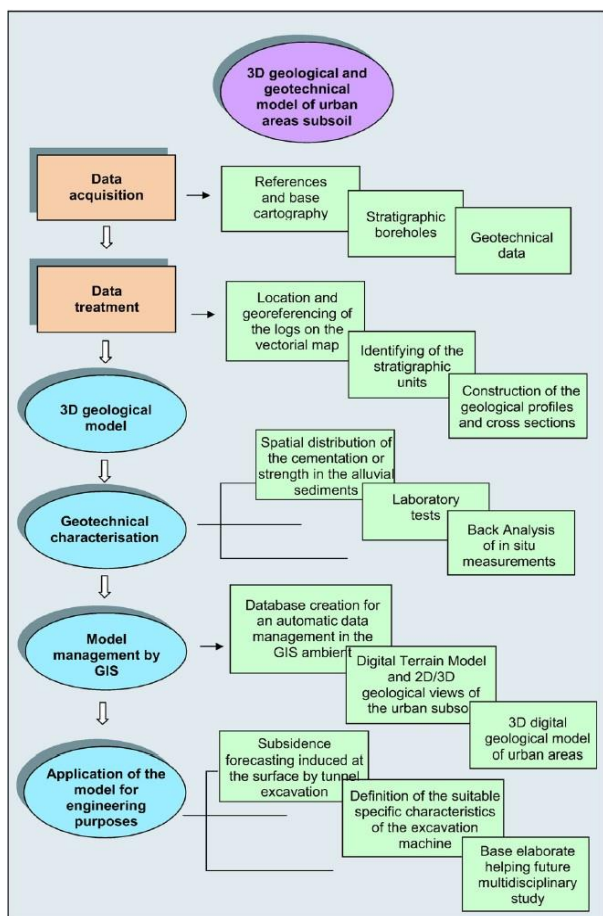 3D geological and
geotechnical
model of urban
areas subsoil
Data
acquisition
References
and base
cartography
Stratigraphic
boreholes
Geotechnical
data
Data
treatment
Location and
georeferencing of
the logs on the
vectorial map
Identifying of the
stratigraphic
units
Construction of the
geological profiles
and cross sections
3D geological
model
Spatial distribution of
the cementation or
strength in the alluvial
sediments
Geotechnical
characterisation
Laboratory
tests
Back Analysis
of in situ
measurements
Model
management by
GIS
Database creation for
an automatic data
management in the
GIS ambient
Digital Terrain Model
and 2D/3D
geological views of
the urban subso
3D digital
geological model
of urban areas
Application of the
model for
engineering
purposes
Subsidence
forecasting induced at
the surface by tunnel
excavation
Definition of the suitable
specific characteristics
of the excavation
machine
Base elaborate
helping future
multidisciplinary
study